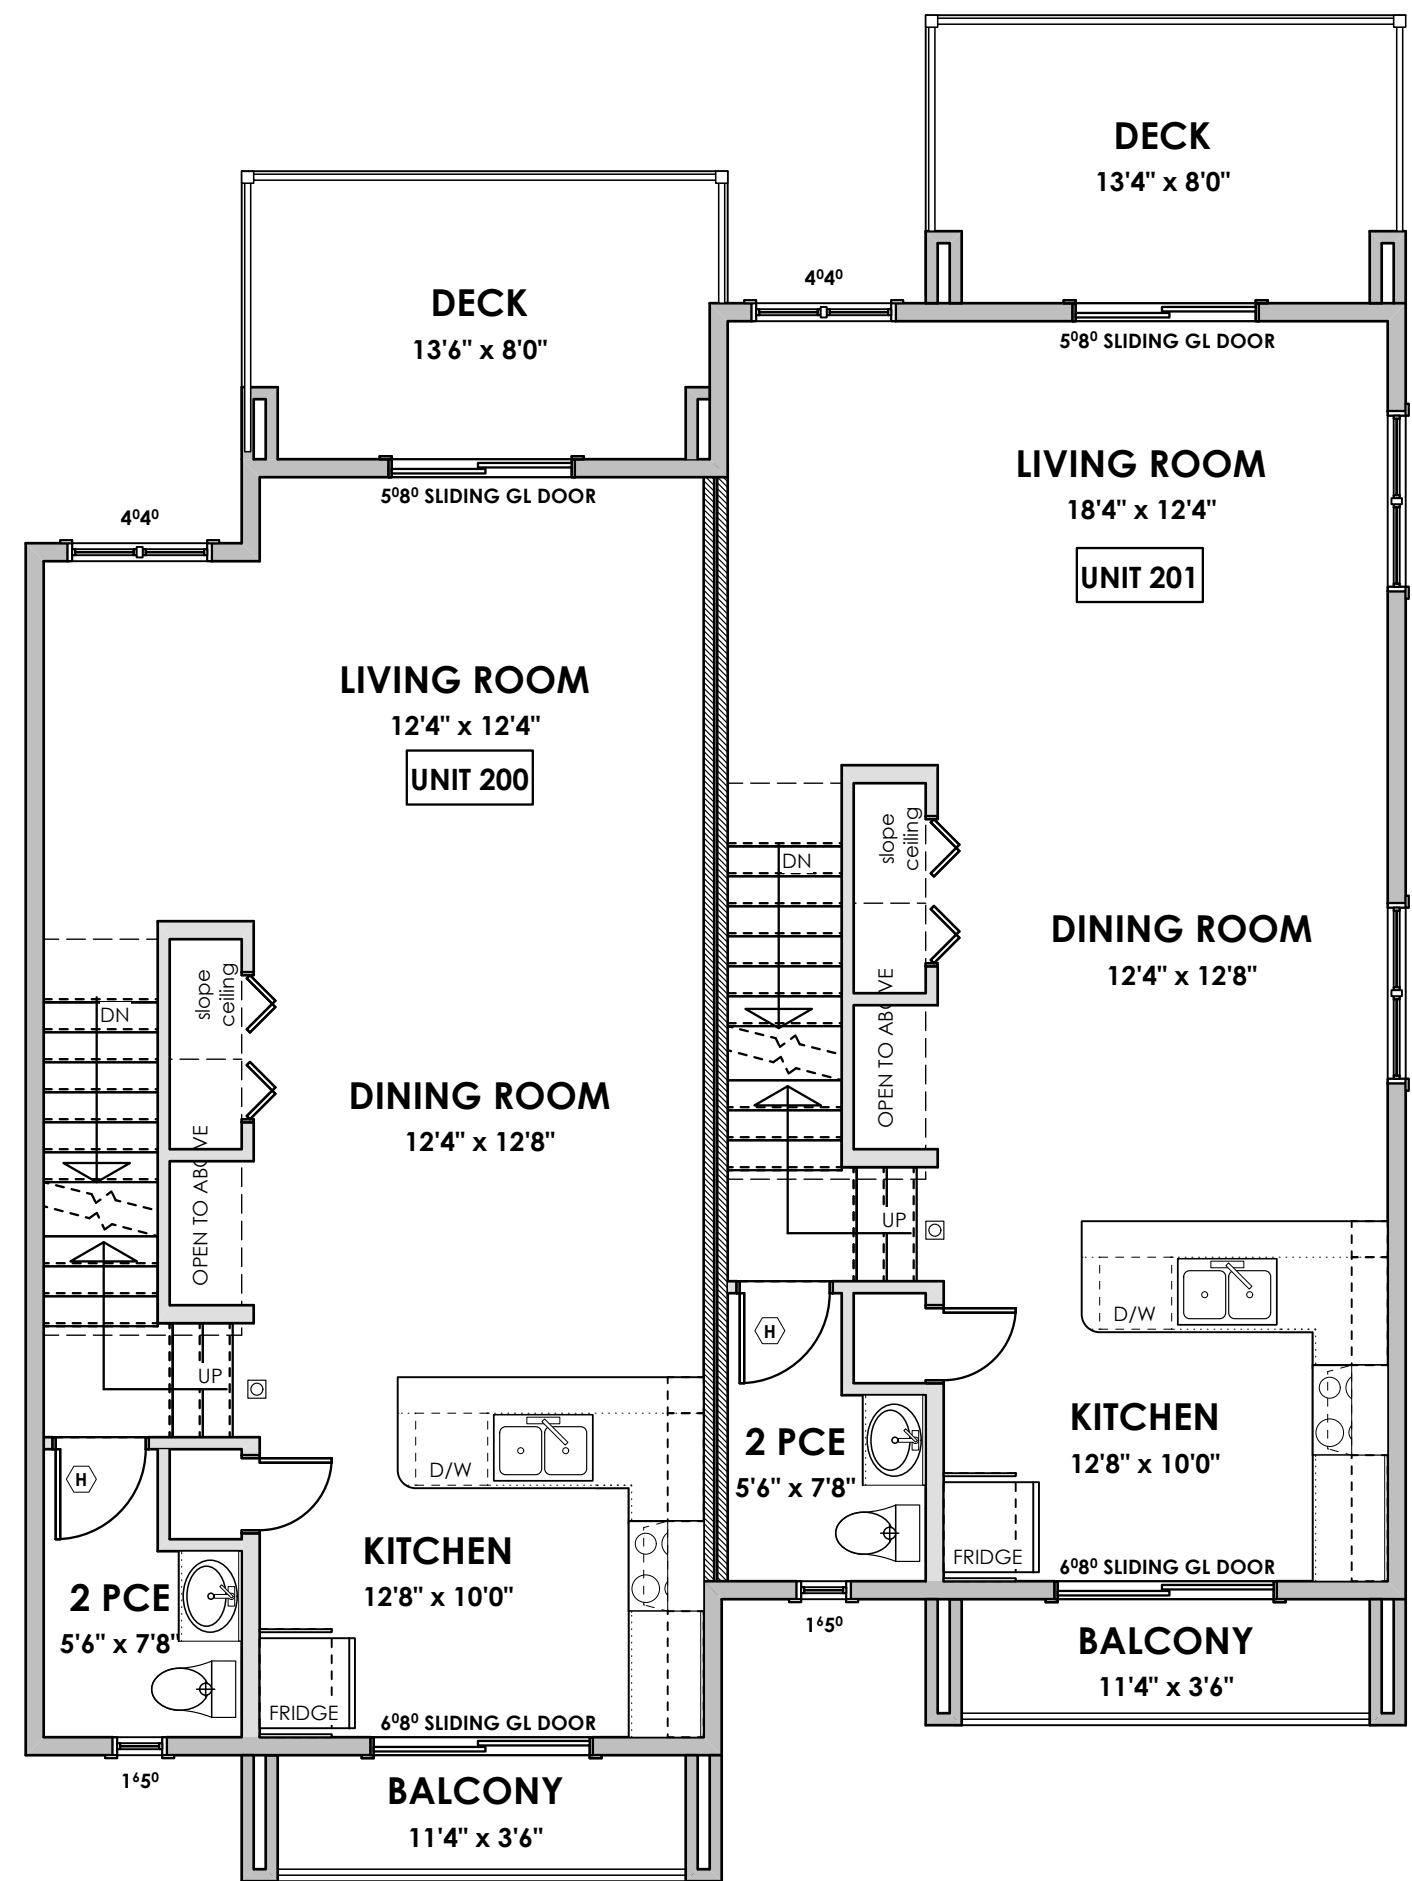 DECK
13'4" x 8'0"
4⁰4⁰
5⁰8⁰ SLIDING GL DOOR
LIVING ROOM
18'4" x 12'4"
UNIT 201
slope
ceiling
DN
DINING ROOM
12'4" x 12'8"
OPEN TO ABOVE
UP
D/W
H
2 PCE
5'6" x 7'8"
KITCHEN
12'8" x 10'0"
FRIDGE
6⁰8⁰ SLIDING GL DOOR
1⁶5⁰
BALCONY
11'4" x 3'6"
DECK
13'6" x 8'0"
5⁰8⁰ SLIDING GL DOOR
4⁰4⁰
LIVING ROOM
12'4" x 12'4"
UNIT 200
slope
ceiling
DN
DINING ROOM
12'4" x 12'8"
OPEN TO ABOVE
UP
D/W
H
KITCHEN
12'8" x 10'0"
2 PCE
5'6" x 7'8"
FRIDGE
6⁰8⁰ SLIDING GL DOOR
1⁶5⁰
BALCONY
11'4" x 3'6"